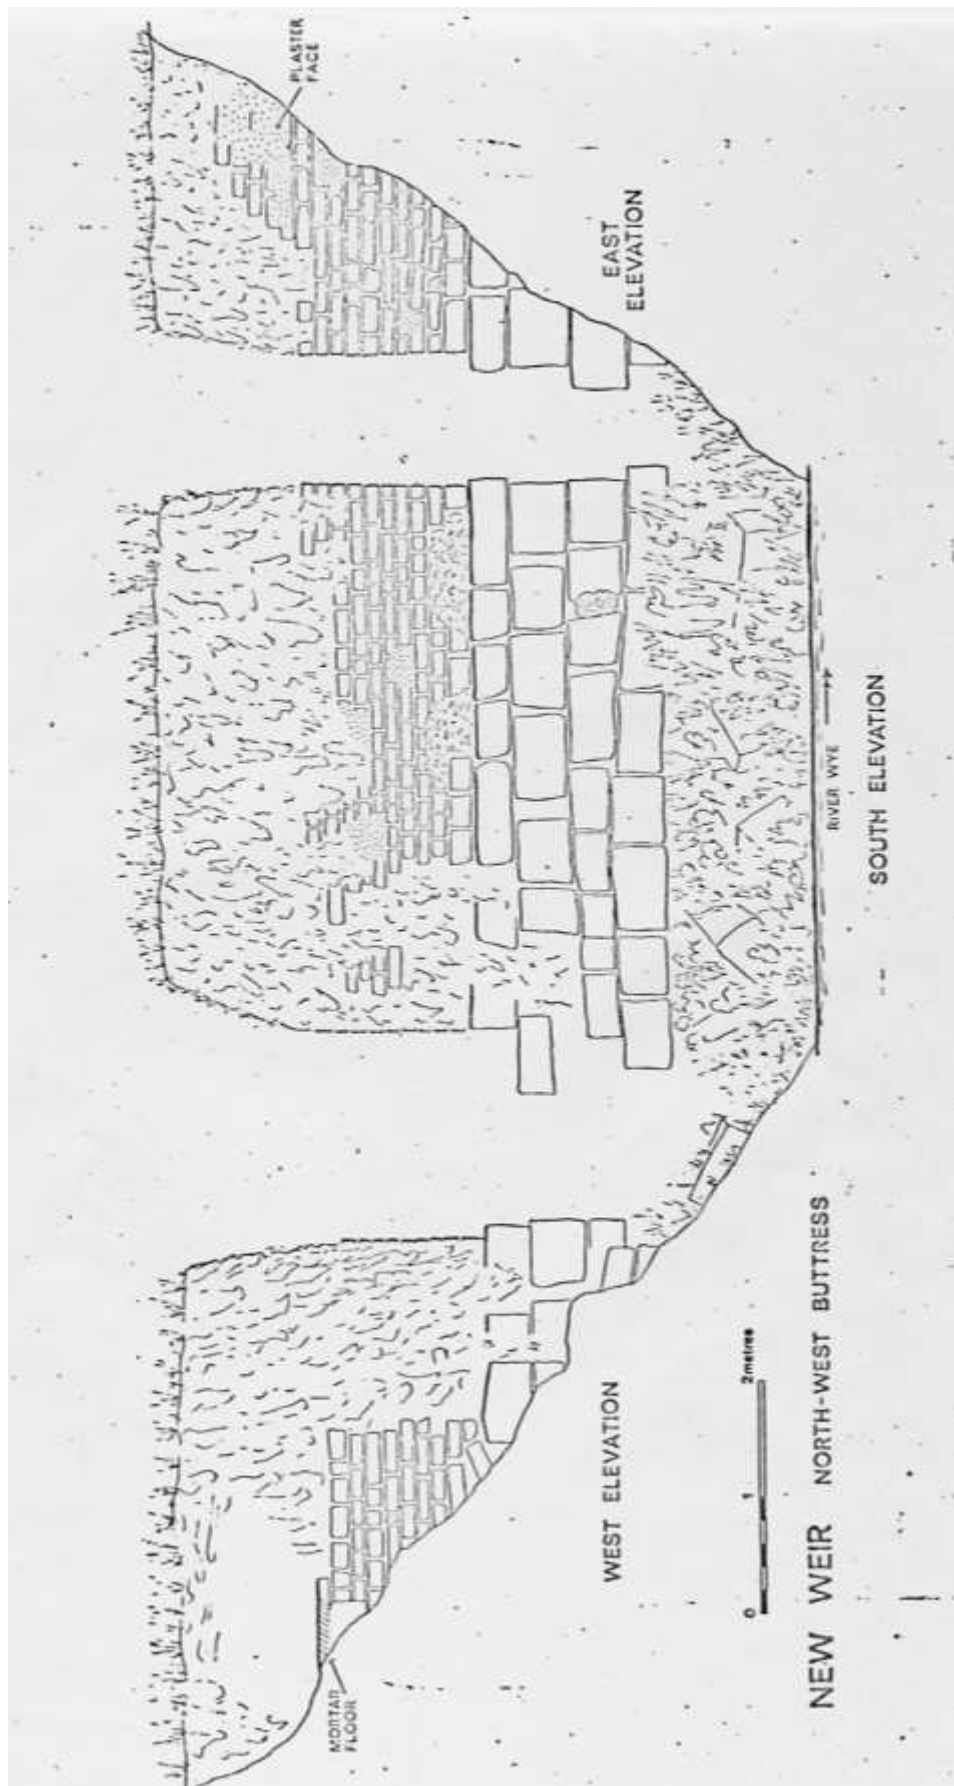 PLASTER
FACE
EAST
ELEVATION
RIVER WYE
SOUTH ELEVATION
MORTAR
FLOOR
WEST ELEVATION
0 1 2 metres
NEW WEIR NORTH-WEST BUTTRESS